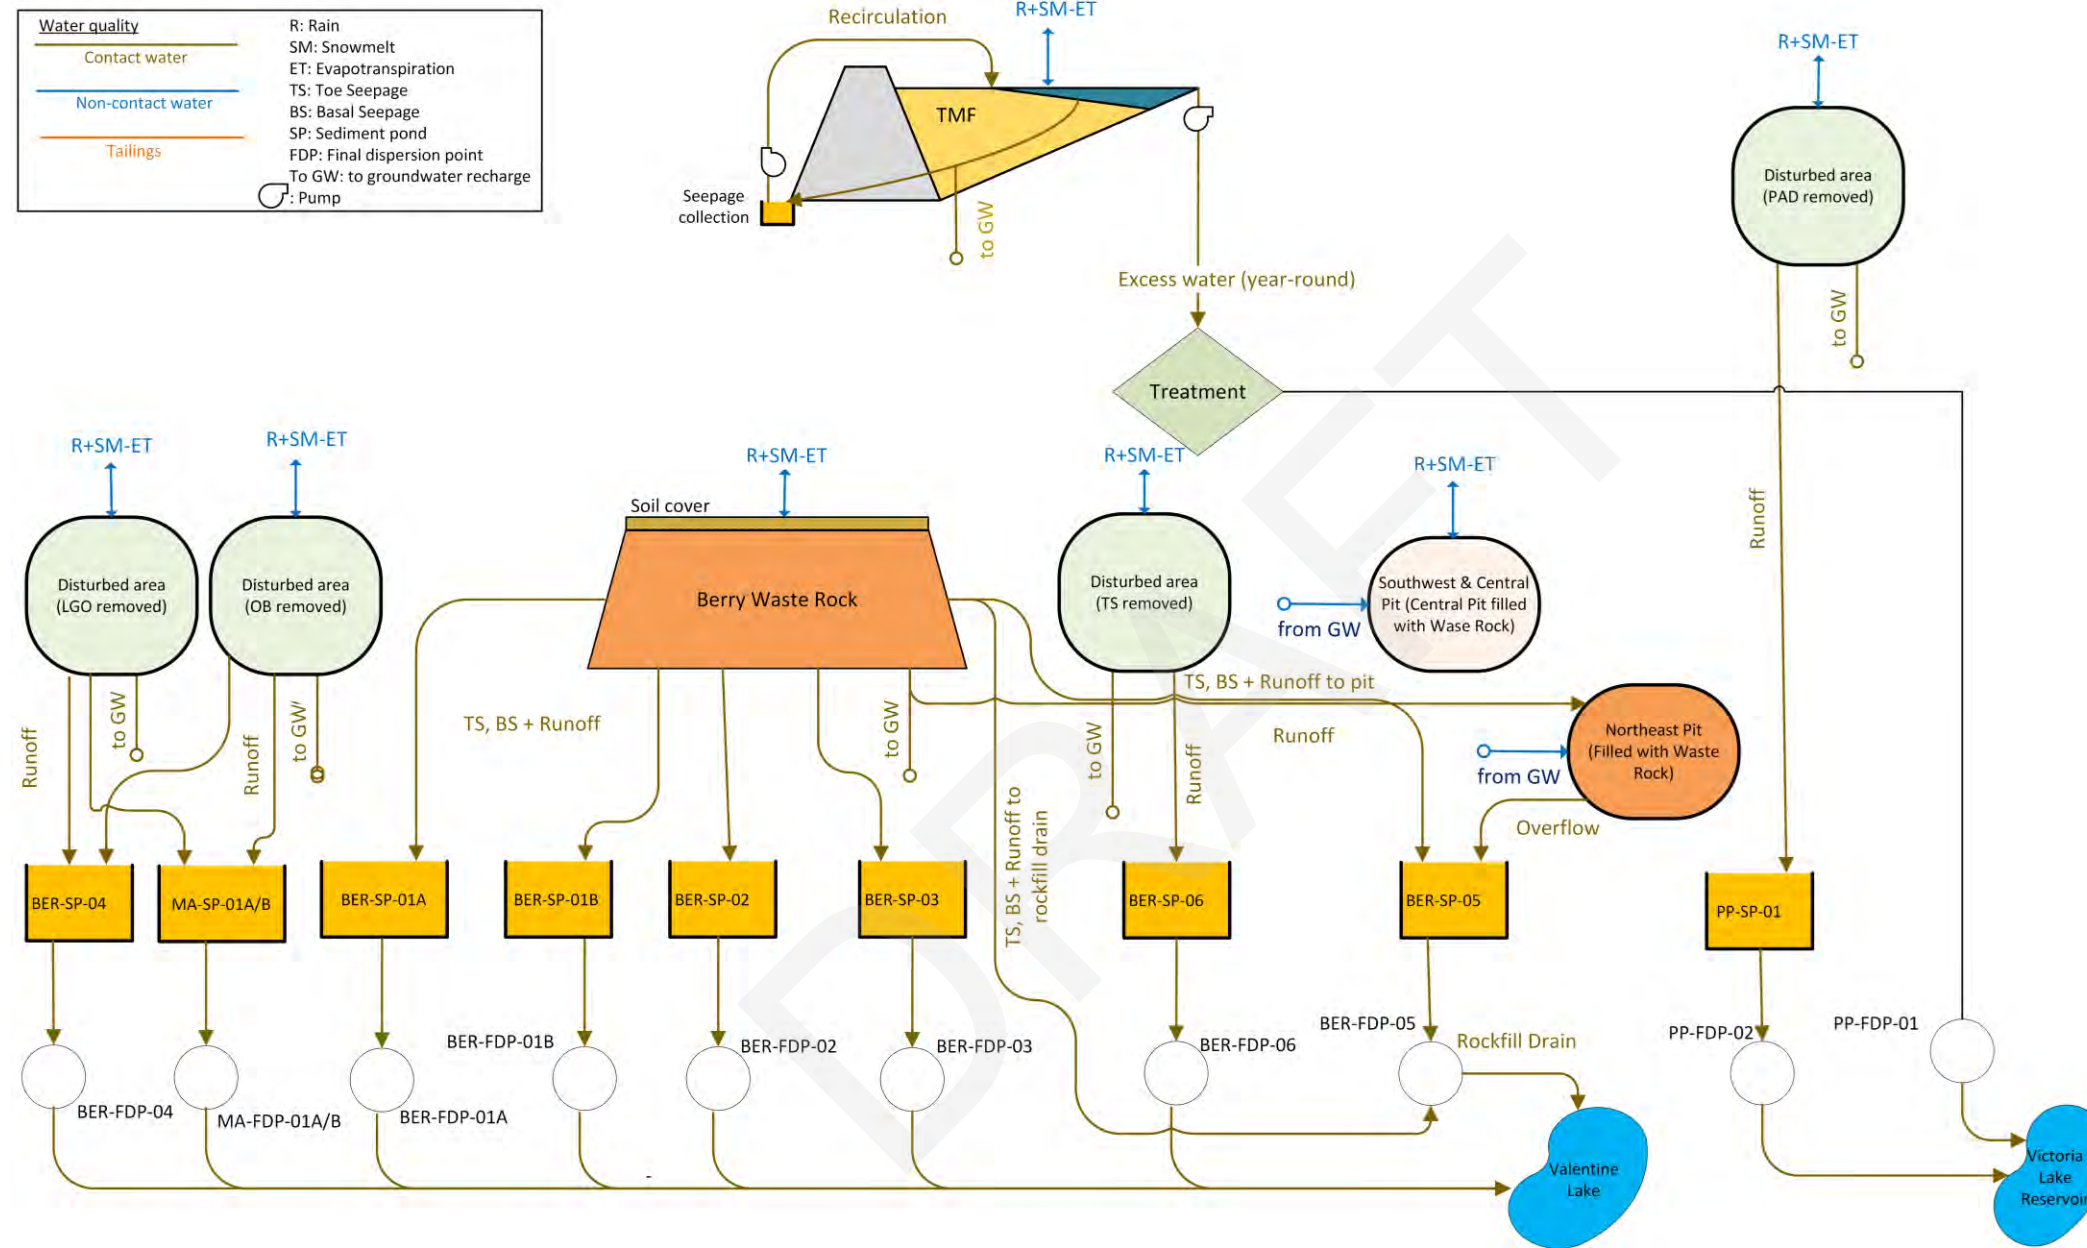 Water quality
Contact water
Non-contact water
Tailings
R: Rain
SM: Snowmelt
ET: Evapotranspiration
TS: Toe Seepage
BS: Basal Seepage
SP: Sediment pond
FDP: Final dispersion point
To GW: to groundwater recharge
: Pump
Recirculation
R+SM-ET
TMF
Seepage
collection
to GW
Excess water (year-round)
Treatment
R+SM-ET
Disturbed area
(PAD removed)
to GW
Runoff
R+SM-ET
Disturbed area
(LGO removed)
Runoff
to GW
R+SM-ET
Disturbed area
(OB removed)
Runoff
to GW'
R+SM-ET
Soil cover
Berry Waste Rock
TS, BS + Runoff
to GW
TS, BS + Runoff to
rockfill drain
R+SM-ET
Disturbed area
(TS removed)
to GW
Runoff
TS, BS + Runoff to pit
Runoff
R+SM-ET
Southwest & Central
Pit (Central Pit filled
with Wase Rock)
from GW
Northeast Pit
(Filled with Waste
Rock)
from GW
Overflow
BER-SP-04
MA-SP-01A/B
BER-SP-01A
BER-SP-01B
BER-SP-02
BER-SP-03
BER-SP-06
BER-SP-05
PP-SP-01
BER-FDP-04
MA-FDP-01A/B
BER-FDP-01A
BER-FDP-01B
BER-FDP-02
BER-FDP-03
BER-FDP-06
BER-FDP-05
Rockfill Drain
PP-FDP-02
PP-FDP-01
-
Valentine
Lake
Victoria
Lake
Reservoir
DRAFT